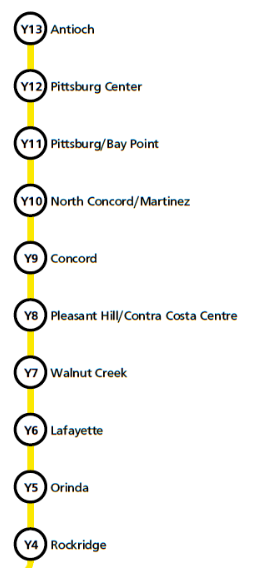 Y13 Antioch
Y12 Pittsburg Center
Y11 Pittsburg/Bay Point
Y10 North Concord/Martinez
Y9 Concord
Y8 Pleasant Hill/Contra Costa Centre
Y7 Walnut Creek
Y6 Lafayette
Y5 Orinda
Y4 Rockridge